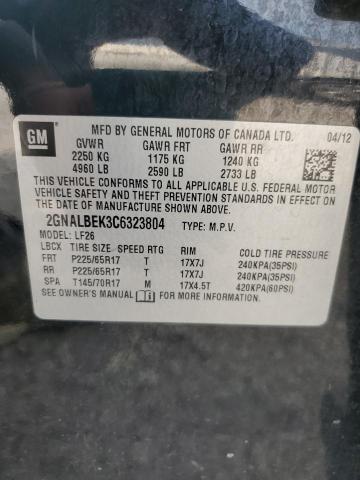 GM
MFD BY GENERAL MOTORS OF CANADA LTD. 04/12
GVWR GAWR FRT GAWR RR
2250 KG 1175 KG 1240 KG
4960 LB 2590 LB 2733 LB
THIS VEHICLE CONFORMS TO ALL APPLICABLE U.S. FEDERAL MOTOR
VEHICLE SAFETY AND THEFT PREVENTION STANDARDS IN EFFECT ON
THE DATE OF MANUFACTURE SHOWN ABOVE.
2GNALBEK3C6323804 TYPE: M.P.V.
MODEL: LF26
LBCX TIRE SIZE SPEED RTG RIM COLD TIRE PRESSURE
FRT P225/65R17 T 17X7J 240KPA(35PSI)
RR P225/65R17 T 17X7J 240KPA(35PSI)
SPA T145/70R17 M 17X4.5T 420KPA(60PSI)
SEE OWNER'S MANUAL FOR MORE INFORMATION.